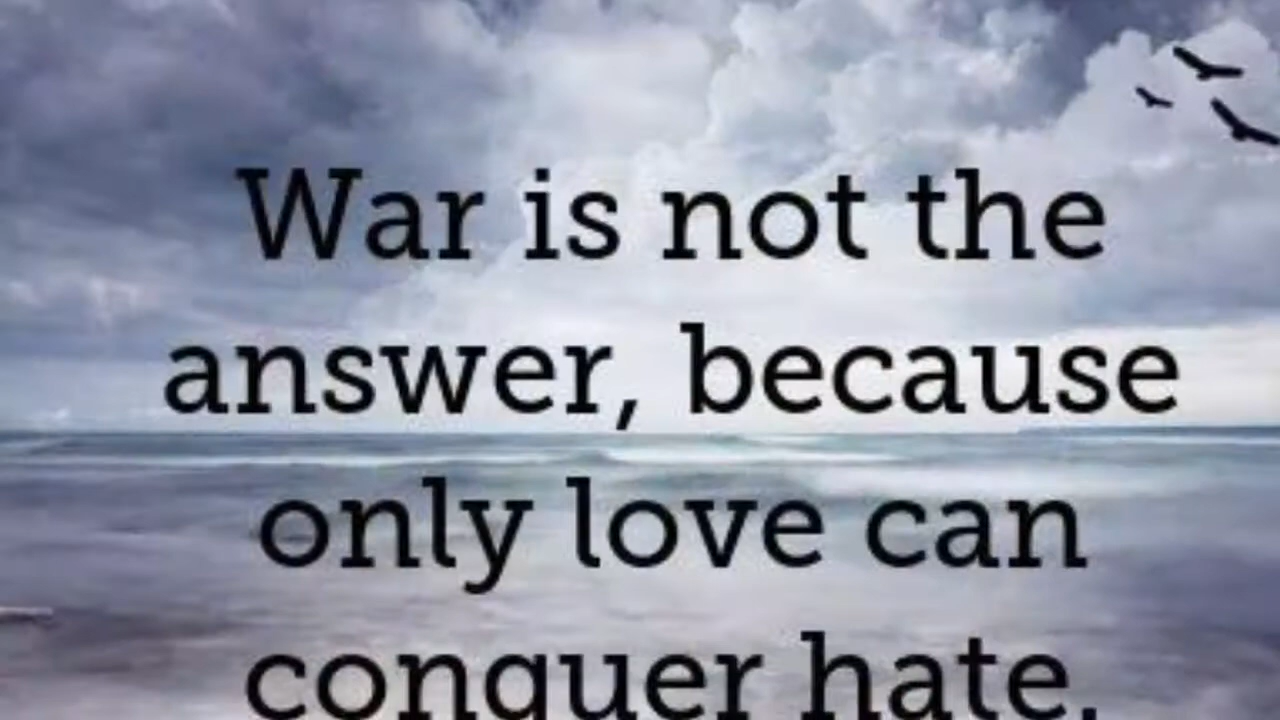 War is not the
answer, because
only love can
conquer hate.